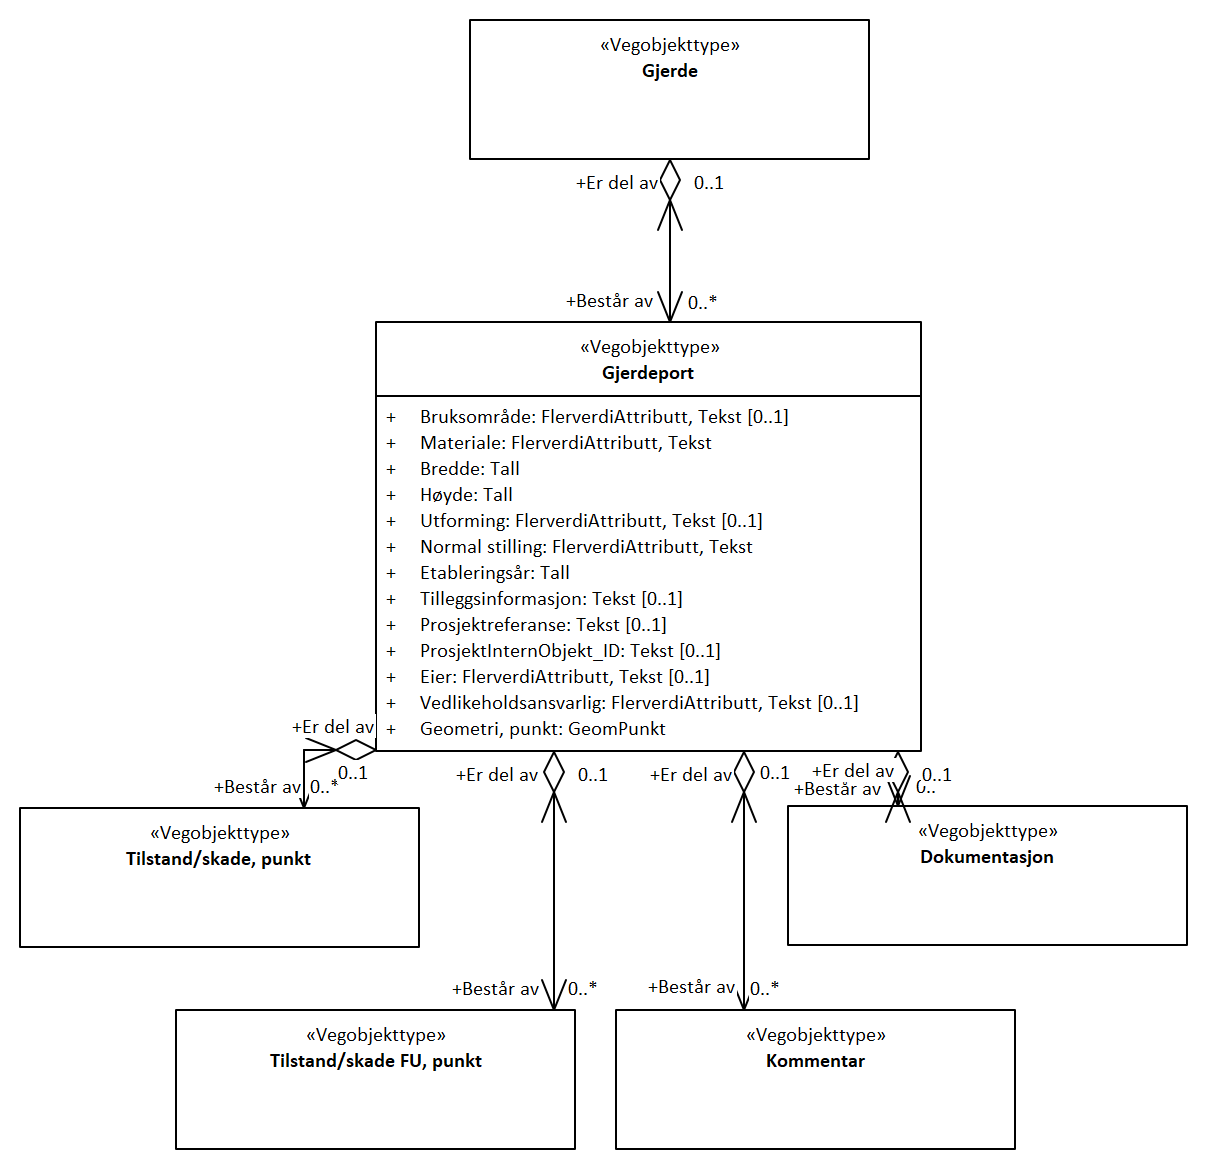 «Vegobjekttype»
Gjerde
+Er del av 0..1
+Består av 0..*
«Vegobjekttype»
Gjerdeport
+ Bruksområde: FlerverdiAttributt, Tekst [0..1]
+ Materiale: FlerverdiAttributt, Tekst
+ Bredde: Tall
+ Høyde: Tall
+ Utforming: FlerverdiAttributt, Tekst [0..1]
+ Normal stilling: FlerverdiAttributt, Tekst
+ Etableringsår: Tall
+ Tilleggsinformasjon: Tekst [0..1]
+ Prosjektreferanse: Tekst [0..1]
+ ProsjektInternObjekt_ID: Tekst [0..1]
+ Eier: FlerverdiAttributt, Tekst [0..1]
+ Vedlikeholdsansvarlig: FlerverdiAttributt, Tekst [0..1]
+ Geometri, punkt: GeomPunkt
+Er del av
0..1
+Består av 0..*
+Er del av 0..1
+Er del av 0..1
+Er del av 0..1
+Består av 0..
«Vegobjekttype»
Tilstand/skade, punkt
«Vegobjekttype»
Dokumentasjon
+Består av 0..*
+Består av 0..*
«Vegobjekttype»
Tilstand/skade FU, punkt
«Vegobjekttype»
Kommentar